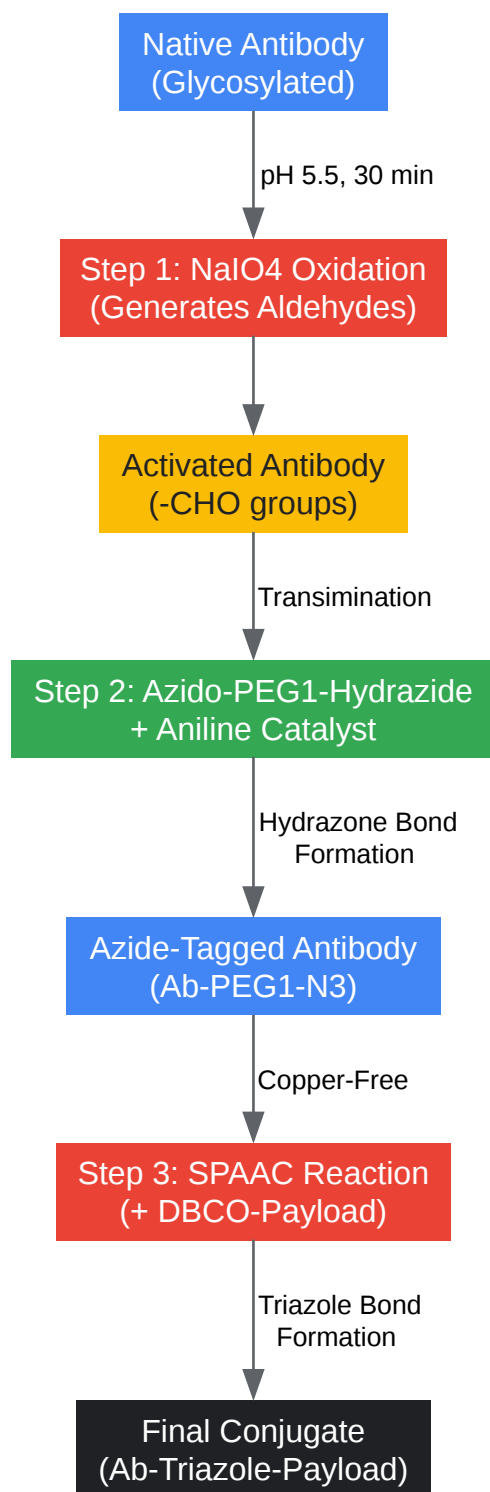 Native Antibody
(Glycosylated)
pH 5.5, 30 min
Step 1: NaIO4 Oxidation
(Generates Aldehydes)
Activated Antibody
(-CHO groups)
Transimination
Step 2: Azido-PEG1-Hydrazide
+ Aniline Catalyst
Hydrazone Bond
Formation
Azide-Tagged Antibody
(Ab-PEG1-N3)
Copper-Free
Step 3: SPAAC Reaction
(+ DBCO-Payload)
Triazole Bond
Formation
Final Conjugate
(Ab-Triazole-Payload)